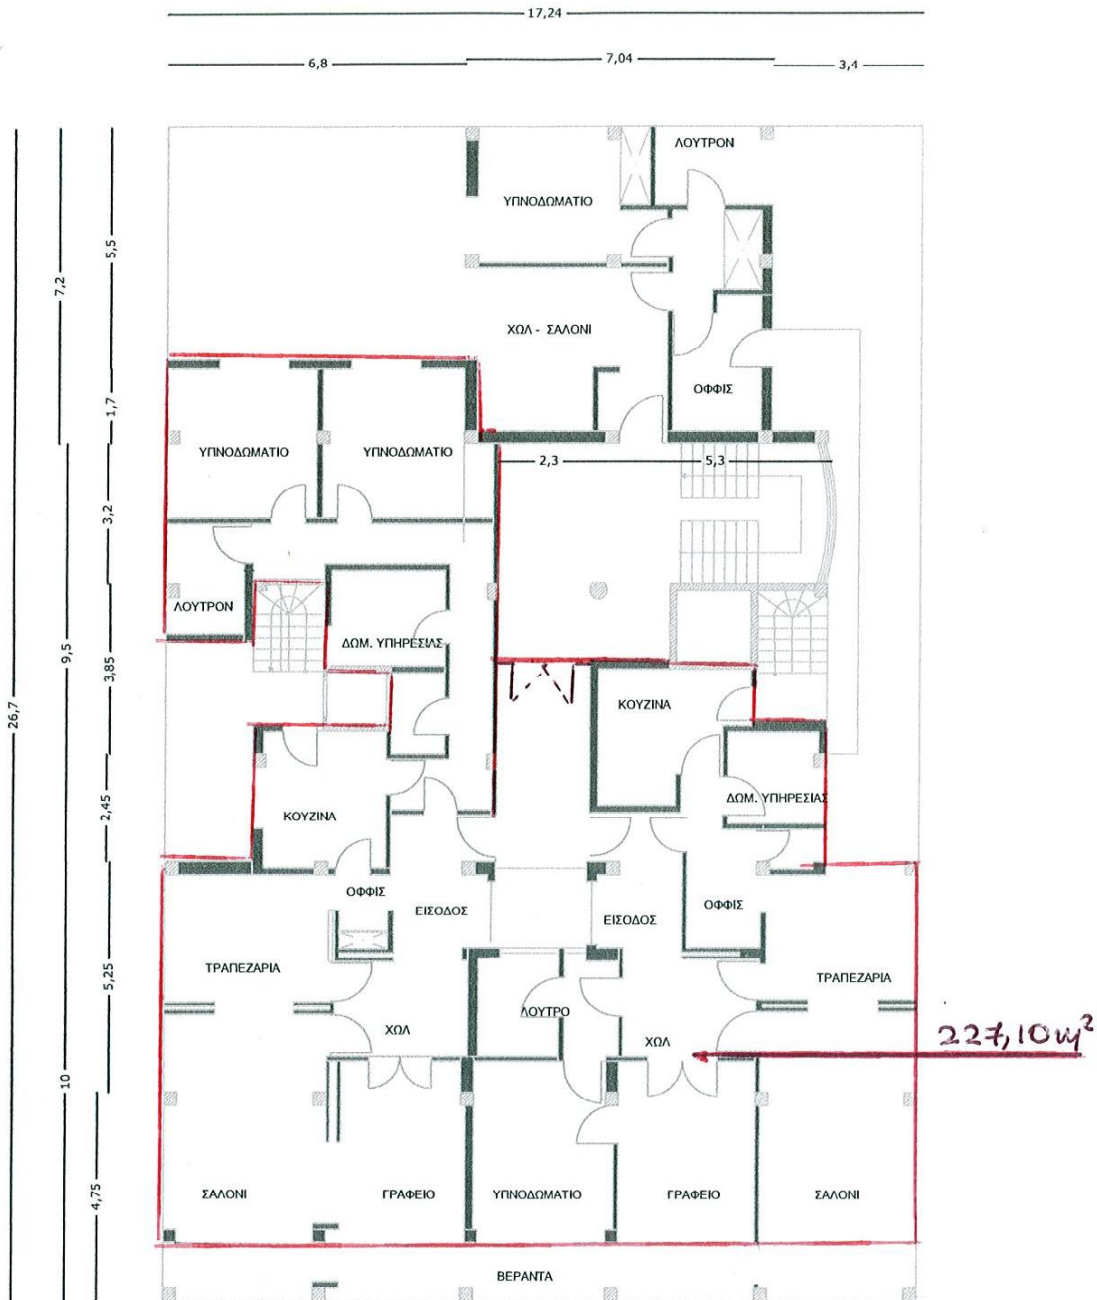 17,24
6,8
7,04
3,1
ΛΟΥΤΡΟΝ
ΥΠΝΟΔΩΜΑΤΙΟ
5,5
7,2
ΧΩΛ - ΣΑΛΟΝΙ
ΟΦΦΙΣ
1,7
ΥΠΝΟΔΩΜΑΤΙΟ
ΥΠΝΟΔΩΜΑΤΙΟ
2,3
5,3
3,2
ΛΟΥΤΡΟΝ
ΔΩΜ. ΥΠΗΡΕΣΙΑΣ
9,5
3,85
26,7
ΚΟΥΖΙΝΑ
ΔΩΜ. ΥΠΗΡΕΣΙΑΣ
2,45
ΚΟΥΖΙΝΑ
ΟΦΦΙΣ
ΕΙΣΟΔΟΣ
ΕΙΣΟΔΟΣ
ΟΦΦΙΣ
ΤΡΑΠΕΖΑΡΙΑ
ΤΡΑΠΕΖΑΡΙΑ
5,25
ΛΟΥΤΡΟ
ΧΩΛ
ΧΩΛ
227,10 m²
10
4,75
ΣΑΛΟΝΙ
ΓΡΑΦΕΙΟ
ΥΠΝΟΔΩΜΑΤΙΟ
ΓΡΑΦΕΙΟ
ΣΑΛΟΝΙ
ΒΕΡΑΝΤΑ